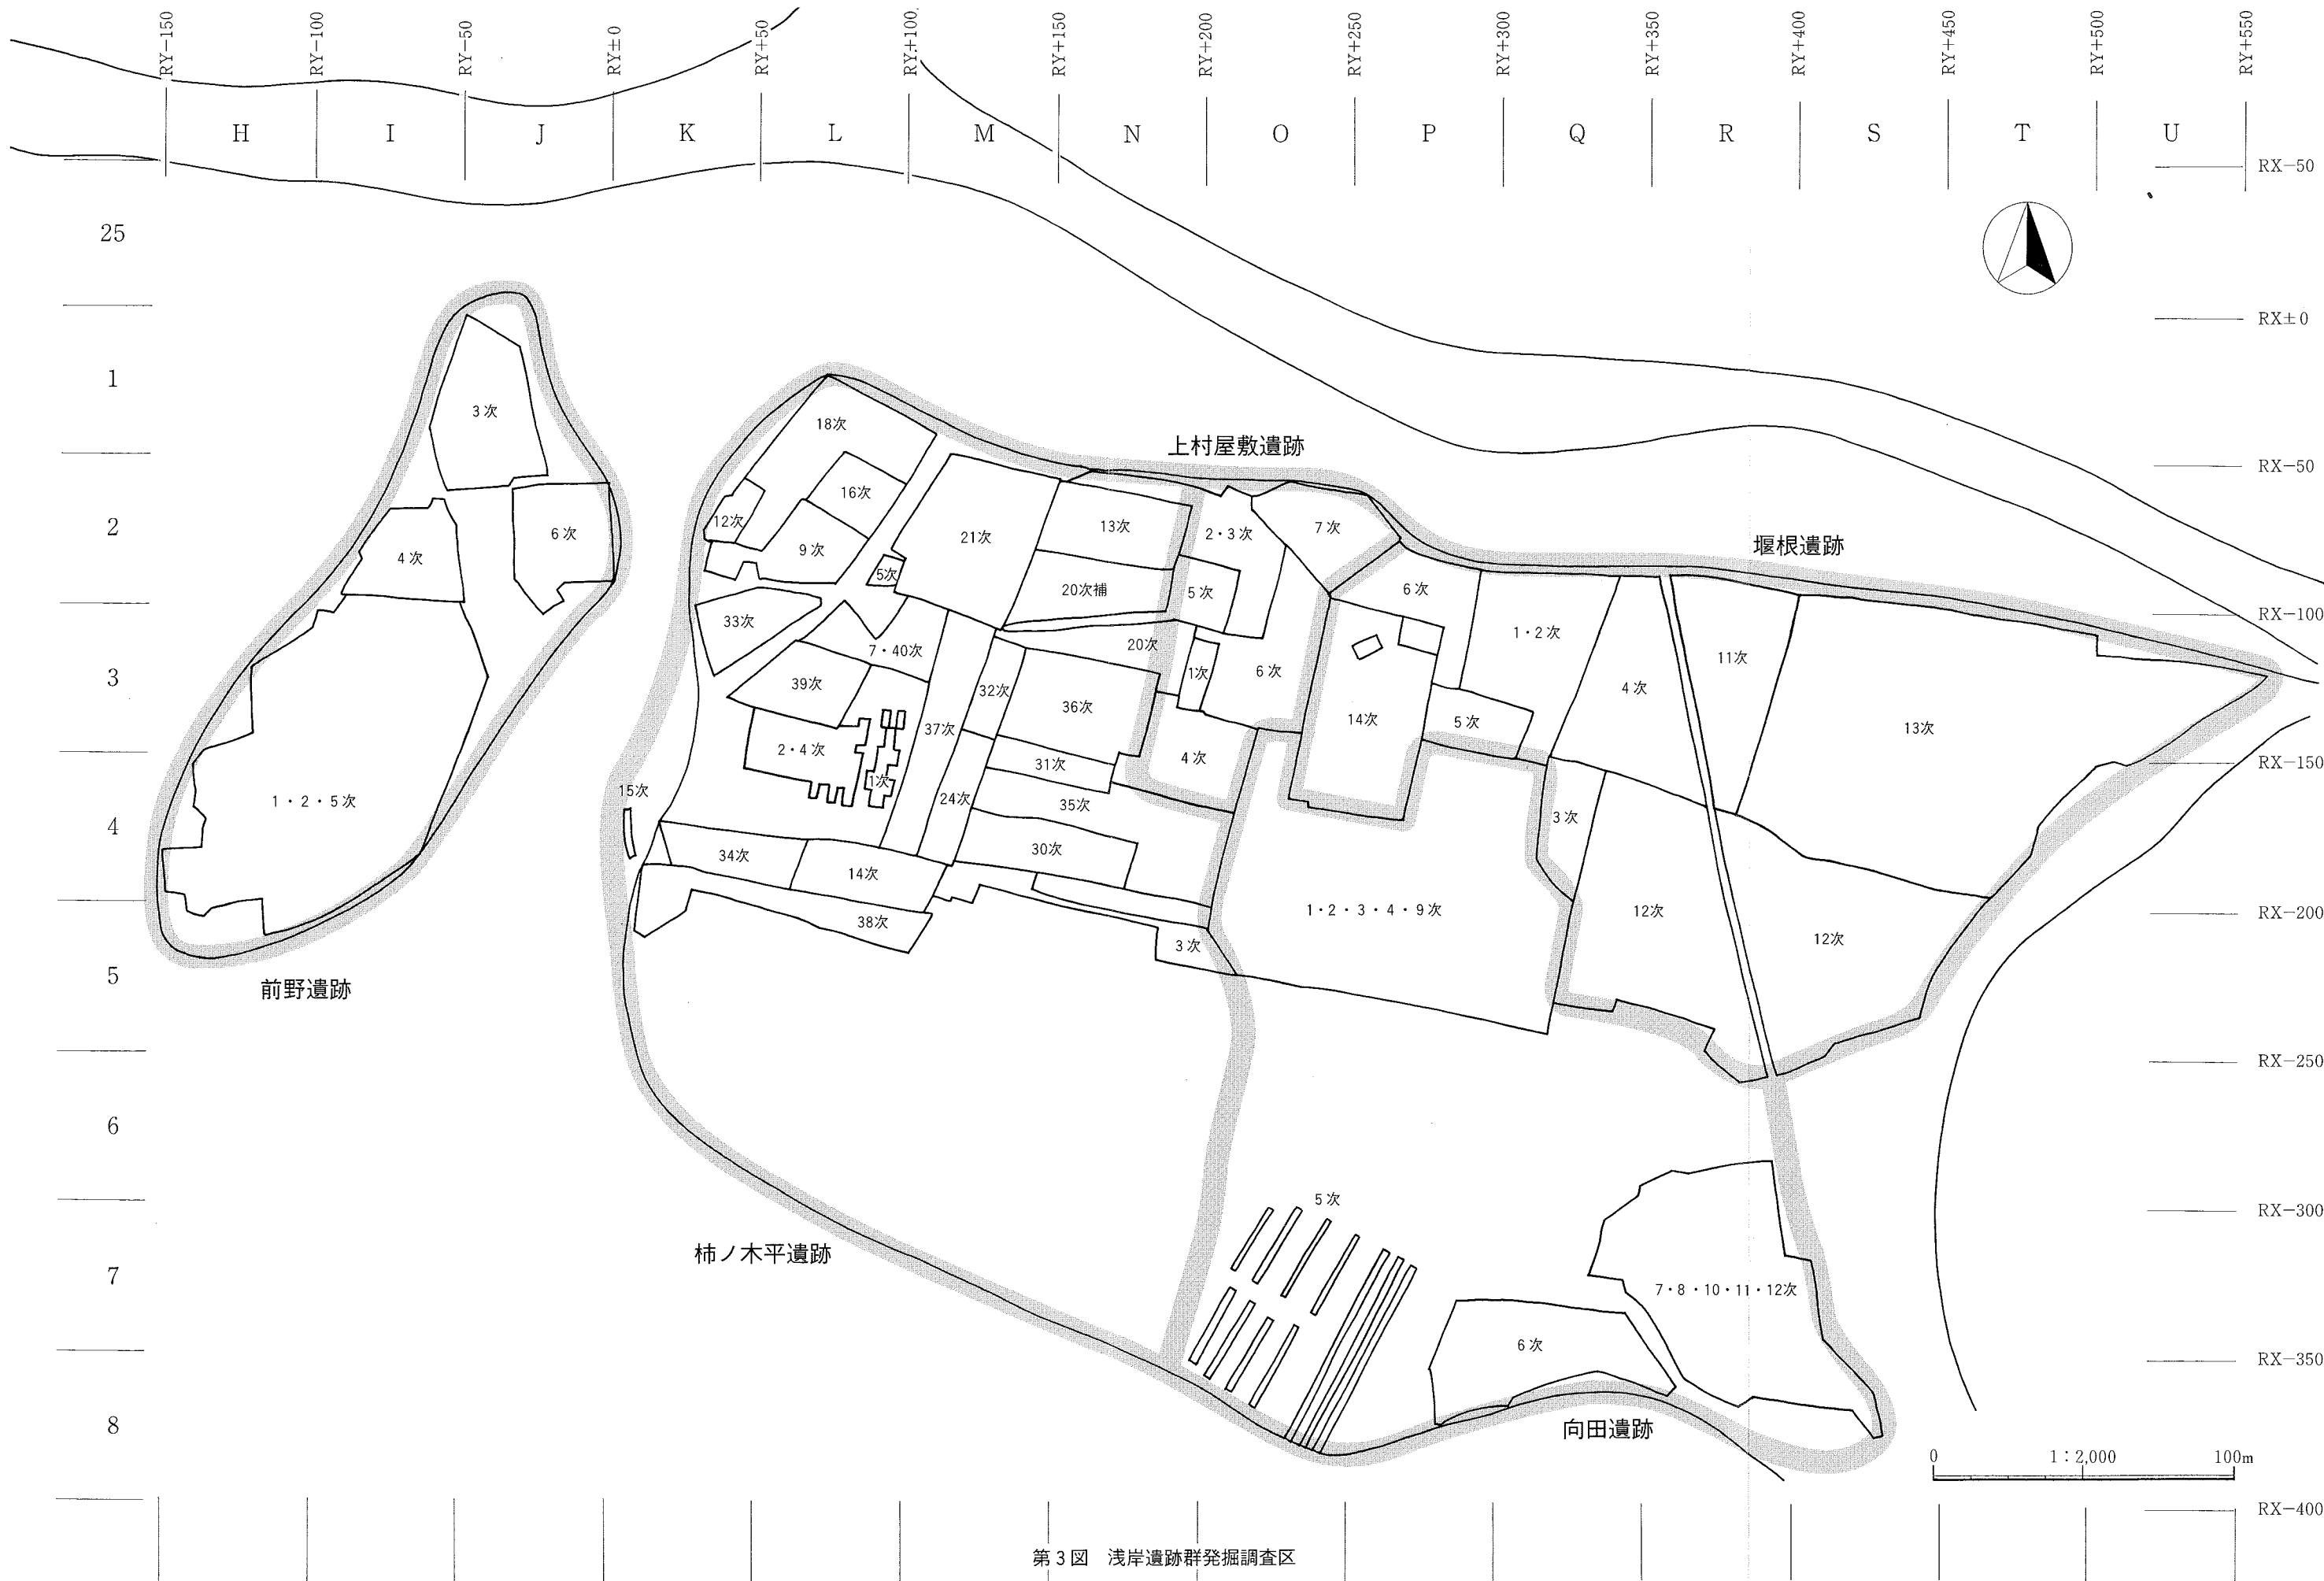 RY-150
RY-100
RY-50
RY±0
RY+50
RY+100
RY+150
RY+200
RY+250
RY+300
RY+350
RY+400
RY+450
RY+500
RY+550
H
I
J
K
L
M
N
O
P
Q
R
S
T
U
RX-50
25
RX±0
1
3次
18次
上村屋敷遺跡
RX-50
16次
12次
2
6次
9次
21次
13次
2・3次
7次
堰根遺跡
4次
5次
20次補
5次
6次
RX-100
33次
7・40次
20次
1・2次
11次
3
39次
32次
36次
1次
6次
14次
5次
4次
13次
2・4次
37次
4次
31次
RX-150
15次
1次
24次
35次
1・2・5次
3次
4
34次
14次
30次
38次
3次
1・2・3・4・9次
12次
12次
RX-200
5
前野遺跡
RX-250
6
5次
RX-300
柿ノ木平遺跡
7
7・8・10・11・12次
6次
RX-350
8
向田遺跡
0 1:2,000 100m
RX-400
第3図 浅岸遺跡群発掘調査区